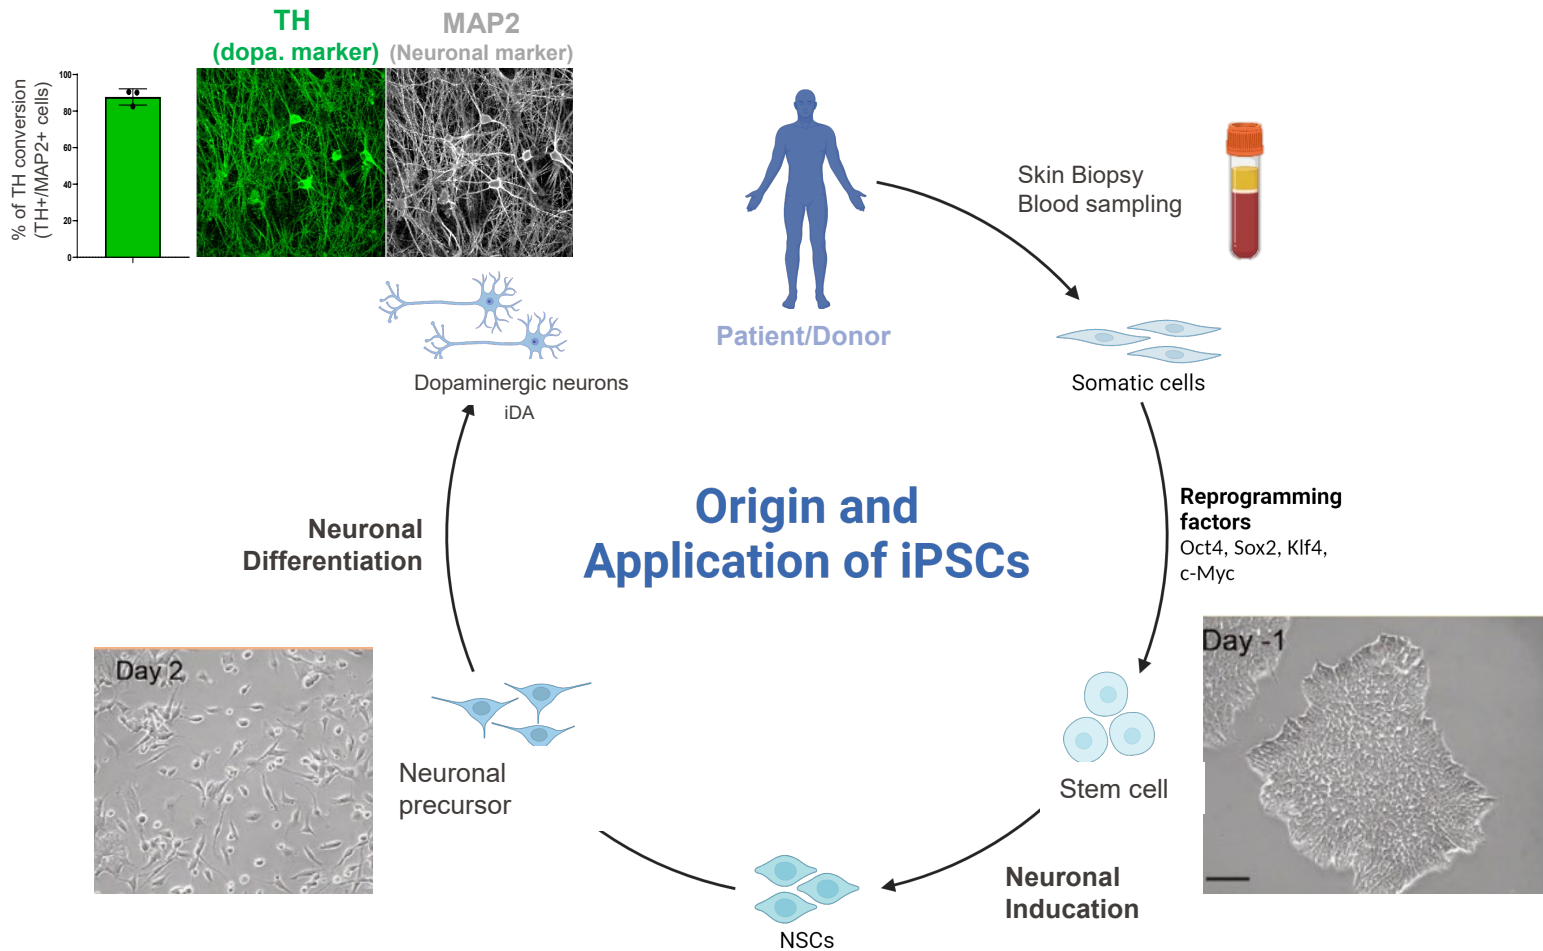 TH
(dopa. marker)
MAP2
(Neuronal marker)
% of TH conversion
(TH+/MAP2+ cells)
100
80
60
40
20
0
Patient/Donor
Skin Biopsy
Blood sampling
Somatic cells
Dopaminergic neurons
iDA
Origin and
Application of iPSCs
Reprogramming
factors
Oct4, Sox2, Klf4,
c-Myc
Neuronal
Differentiation
Day -1
Day 2
Stem cell
Neuronal
precursor
Neuronal
Inducation
NSCs